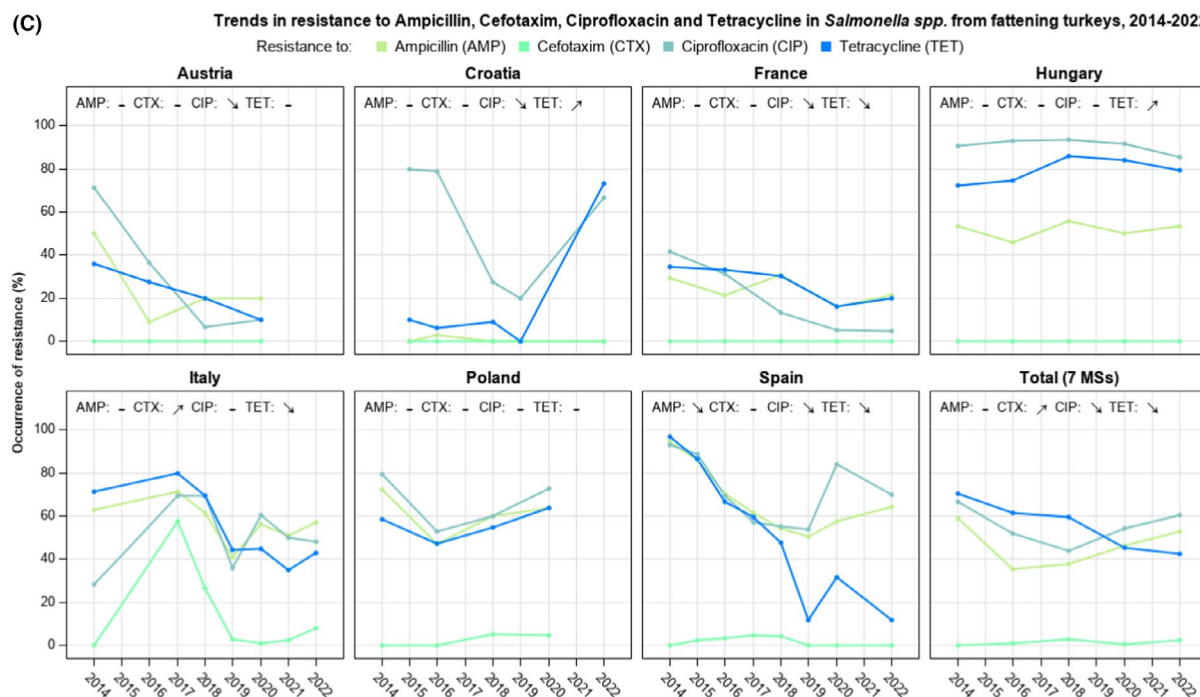 (C)
Trends in resistance to Ampicillin, Cefotaxim, Ciprofloxacin and Tetracycline in Salmonella spp. from fattening turkeys, 2014-202
Resistance to: Ampicillin (AMP) Cefotaxim (CTX) Ciprofloxacin (CIP) Tetracycline (TET)
Austria Croatia France Hungary
AMP: - CTX: - CIP: ↘ TET: -
AMP: - CTX: - CIP: ↘ TET: ↗
AMP: - CTX: - CIP: ↘ TET: ↘
AMP: - CTX: - CIP: - TET: ↗
100
80
60
40
20
0
Occurrence of resistance (%)
Italy Poland Spain Total (7 MSs)
AMP: - CTX: ↗ CIP: - TET: ↘
AMP: - CTX: - CIP: - TET: -
AMP: ↘ CTX: - CIP: ↘ TET: ↘
AMP: - CTX: ↗ CIP: ↘ TET: ↘
100
80
60
40
20
0
2014 2015 2016 2017 2018 2019 2020 2021 2022
2014 2015 2016 2017 2018 2019 2020 2021 2022
2014 2015 2016 2017 2018 2019 2020 2021 2022
2014 2015 2016 2017 2018 2019 2020 2021 2022